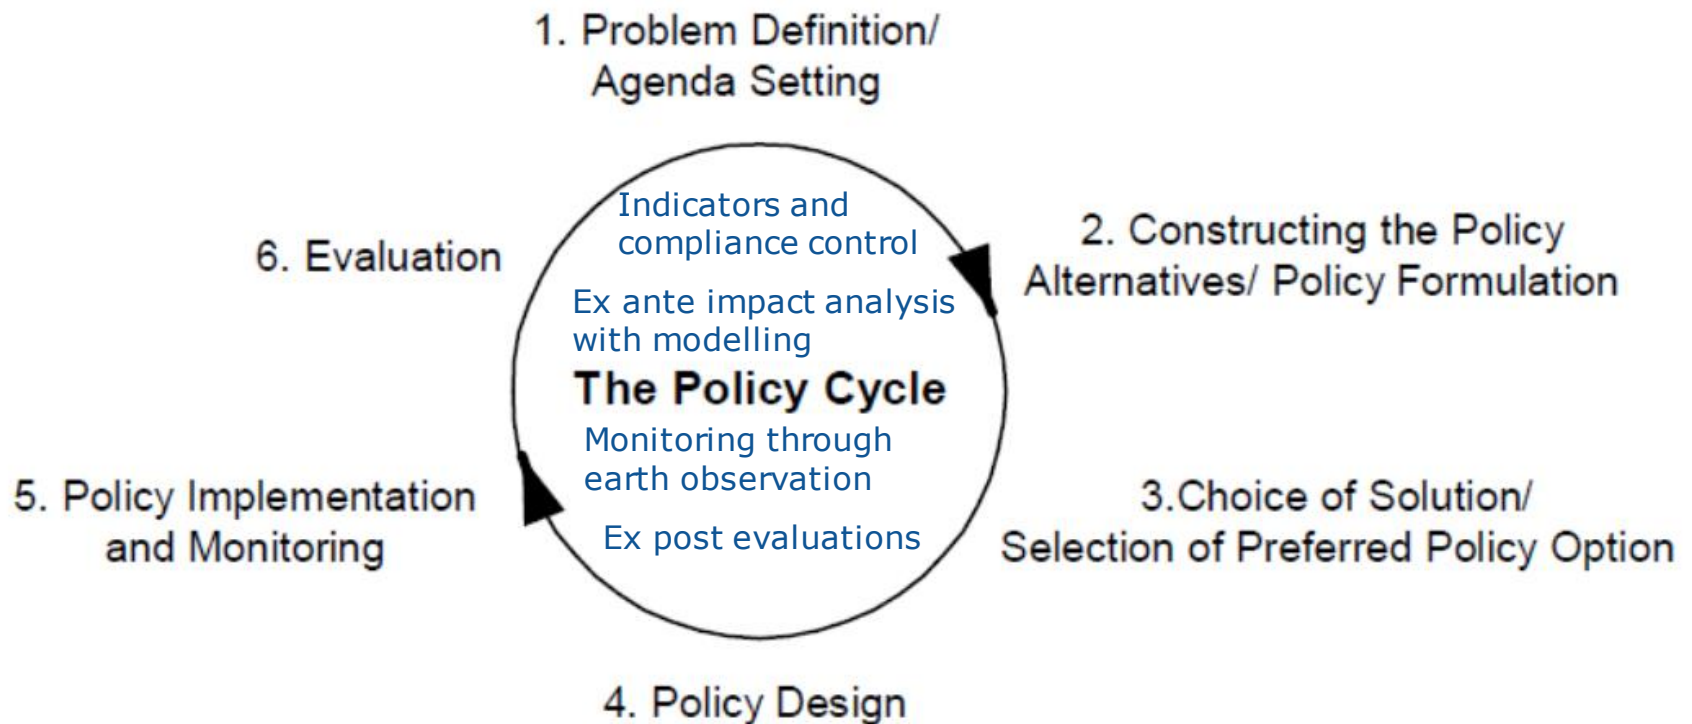 1. Problem Definition/
Agenda Setting
Indicators and
compliance control
6. Evaluation
2. Constructing the Policy
Alternatives/ Policy Formulation
Ex ante impact analysis
with modelling
The Policy Cycle
Monitoring through
earth observation
5. Policy Implementation
and Monitoring
3.Choice of Solution/
Selection of Preferred Policy Option
Ex post evaluations
4. Policy Design